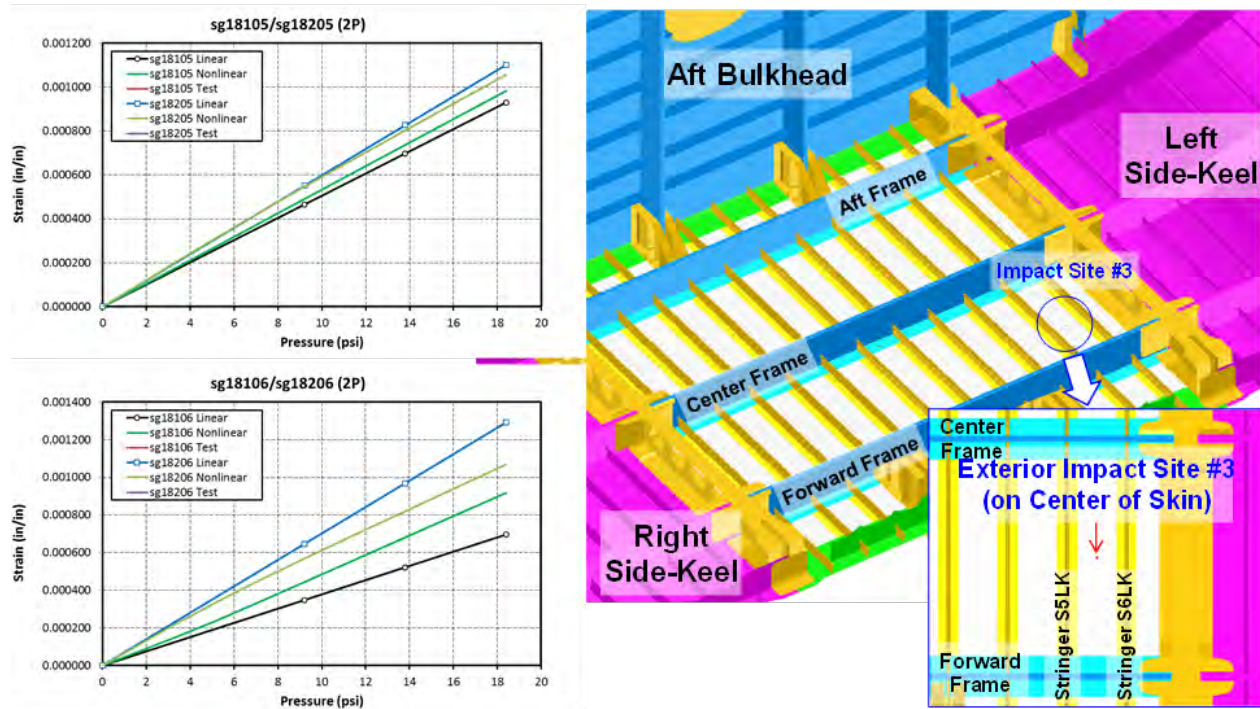 sg18105/sg18205 (2P)
0.001200
0.001000
0.000800
0.000600
0.000400
0.000200
0.000000
Strain (in/in)
sg18105 Linear
sg18105 Nonlinear
sg18105 Test
sg18205 Linear
sg18205 Nonlinear
sg18205 Test
0 2 4 6 8 10 12 14 16 18 20
Pressure (psi)
sg18106/sg18206 (2P)
0.001400
0.001200
0.001000
0.000800
0.000600
0.000400
0.000200
0.000000
Strain (in/in)
sg18106 Linear
sg18106 Nonlinear
sg18106 Test
sg18206 Linear
sg18206 Nonlinear
sg18206 Test
0 2 4 6 8 10 12 14 16 18 20
Pressure (psi)
Aft Bulkhead
Left
Side-Keel
Aft Frame
Impact Site #3
Center Frame
Forward Frame
Right
Side-Keel
Center
Frame
Exterior Impact Site #3
(on Center of Skin)
Stringer S5LK
Stringer S6LK
Forward
Frame